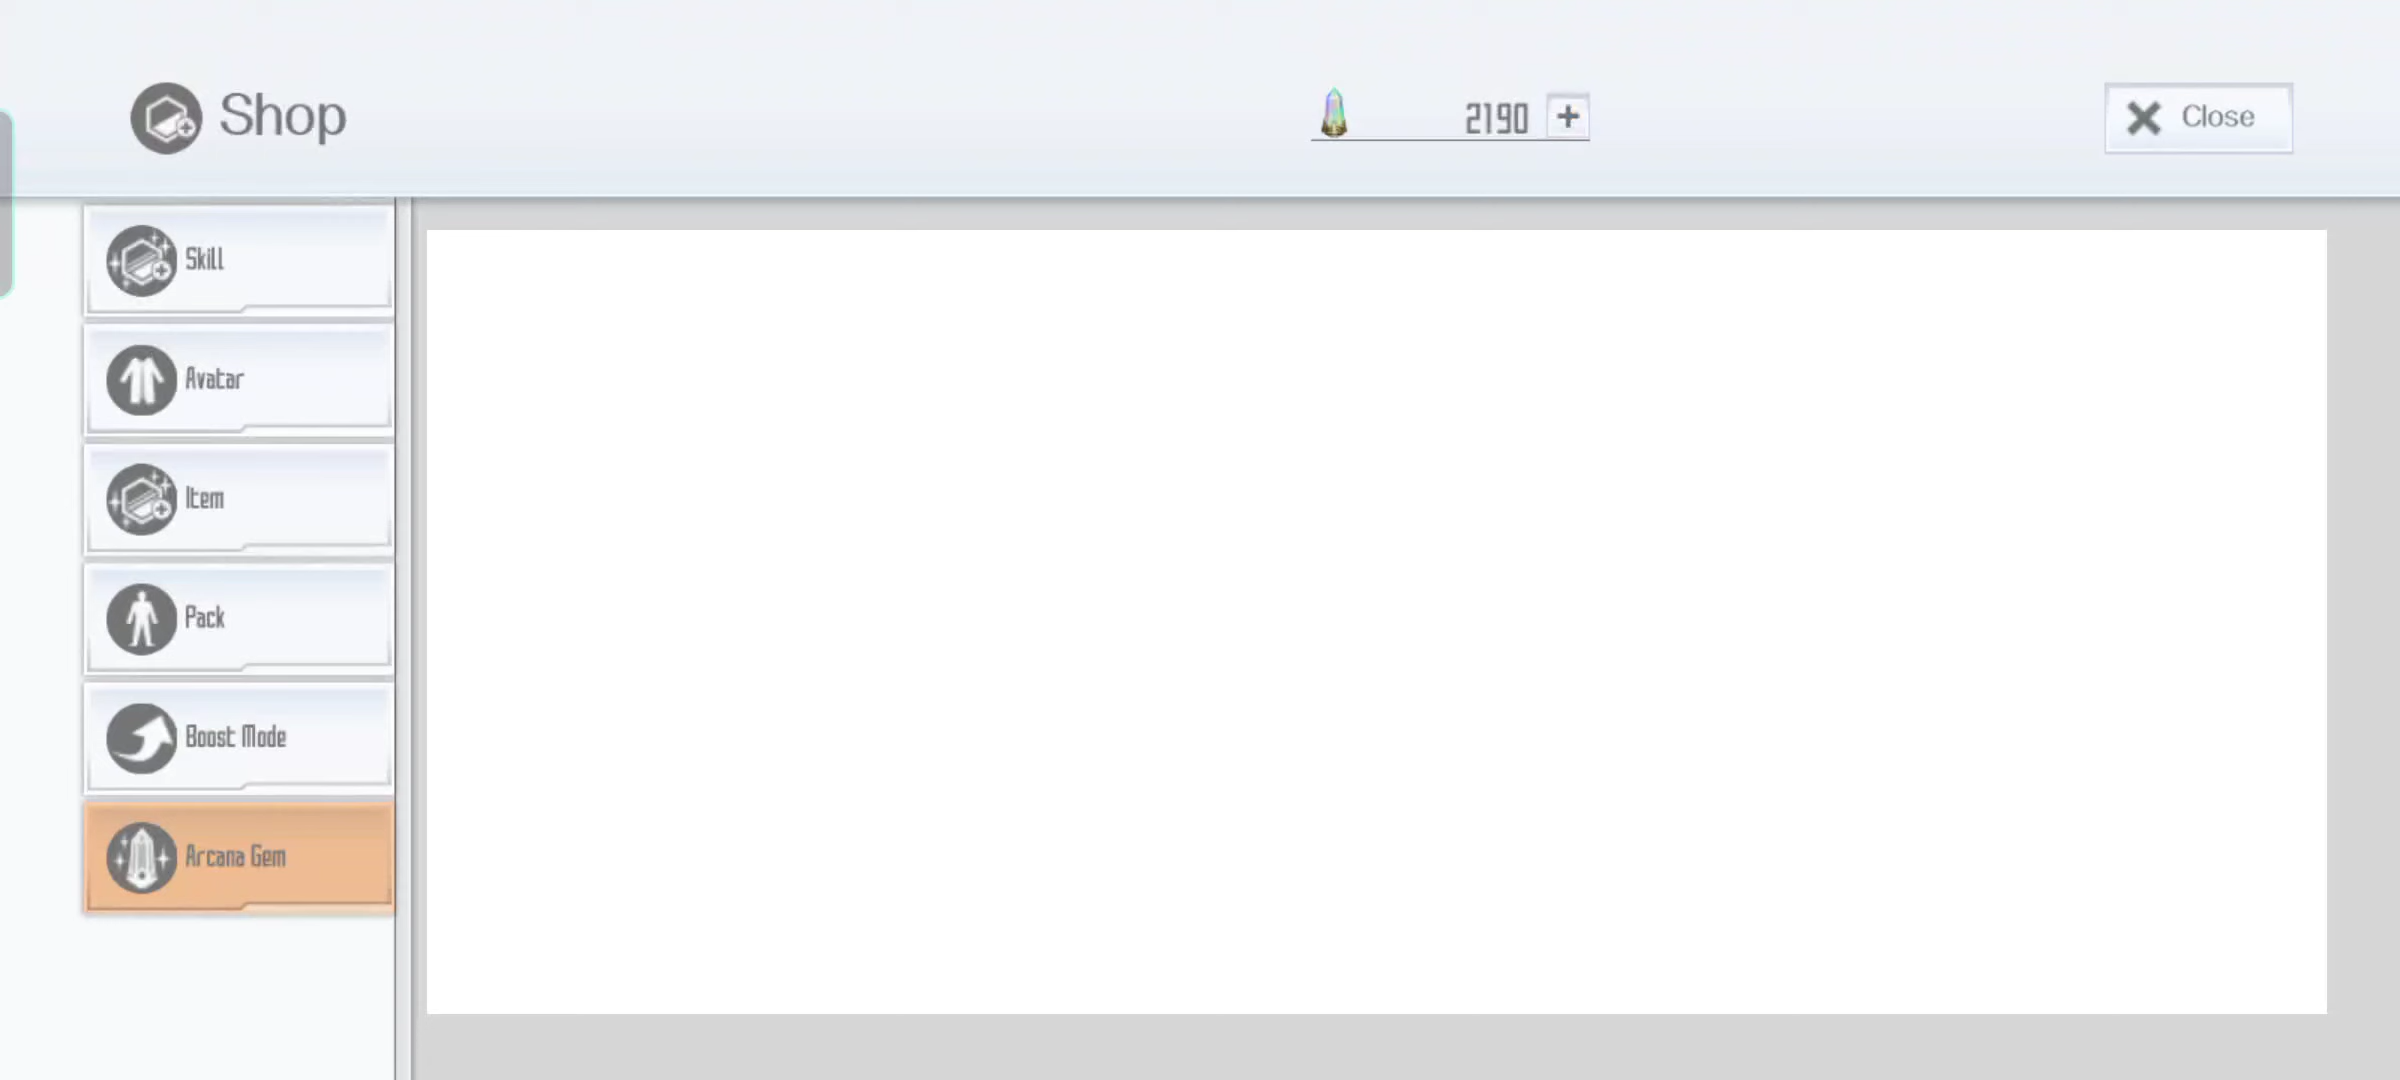 Shop
2190
Close
Skill
Avatar
Item
Pack
Boost Mode
Arcana Gem